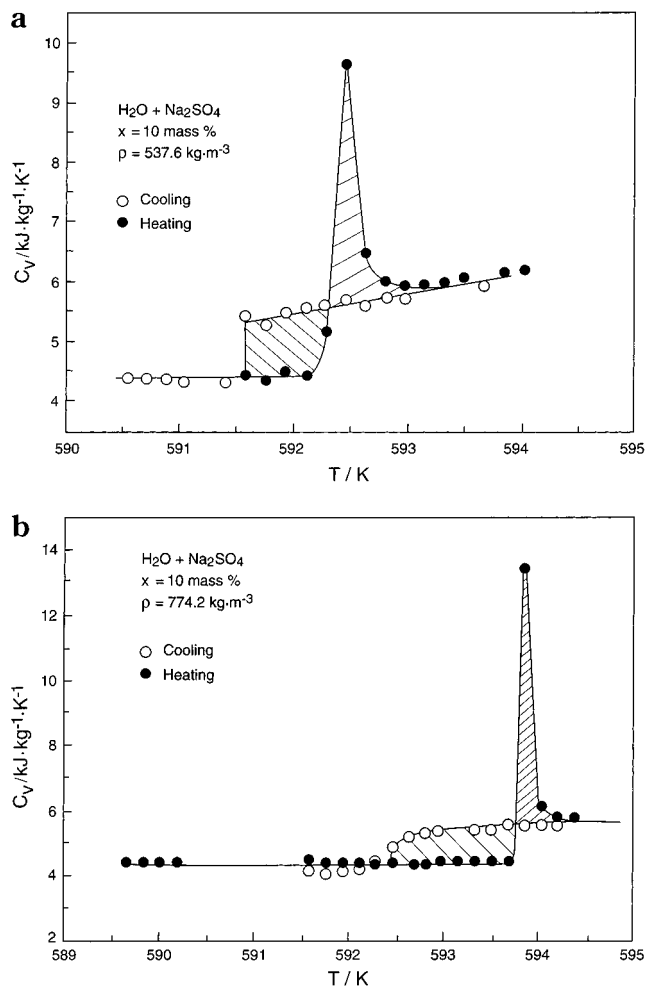 a
10
9
8
7
6
5
4
C_V/kJ·kg⁻¹·K⁻¹
H₂O + Na₂SO₄
x = 10 mass %
ρ = 537.6 kg·m⁻³
Cooling
Heating
590 591 592 593 594 595
T / K
b
14
12
10
8
6
4
2
C_V/kJ·kg⁻¹·K⁻¹
H₂O + Na₂SO₄
x = 10 mass %
ρ = 774.2 kg·m⁻³
Cooling
Heating
589 590 591 592 593 594 595
T / K